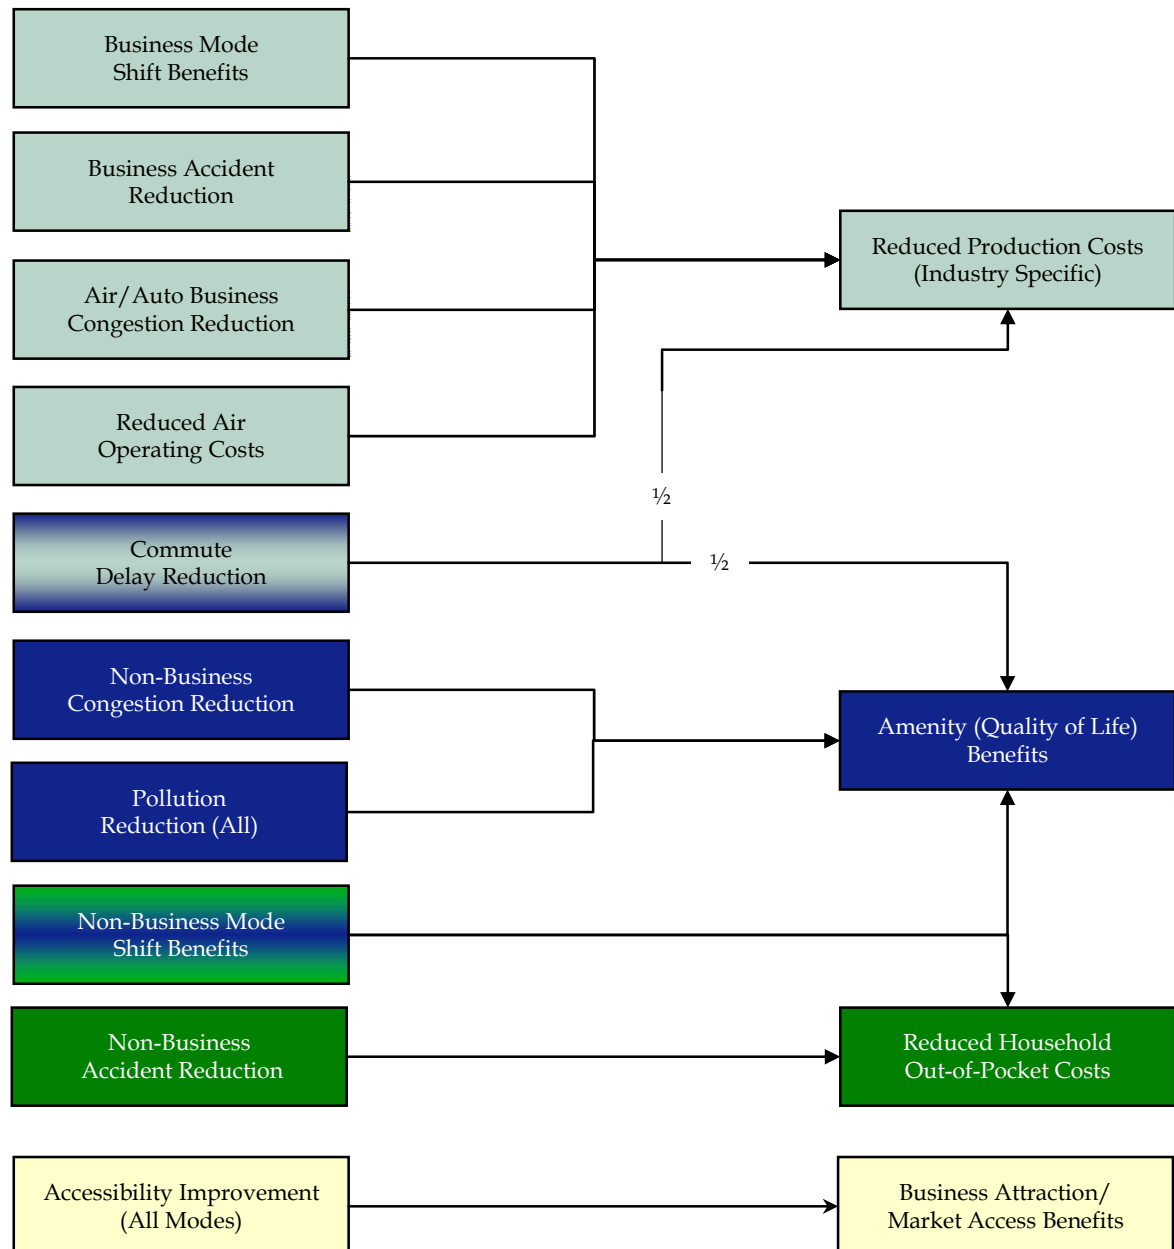 Business Mode
Shift Benefits
Business Accident
Reduction
Reduced Production Costs
(Industry Specific)
Air/Auto Business
Congestion Reduction
Reduced Air
Operating Costs
½
Commute
Delay Reduction
½
Non-Business
Congestion Reduction
Amenity (Quality of Life)
Benefits
Pollution
Reduction (All)
Non-Business Mode
Shift Benefits
Non-Business
Accident Reduction
Reduced Household
Out-of-Pocket Costs
Accessibility Improvement
(All Modes)
Business Attraction/
Market Access Benefits